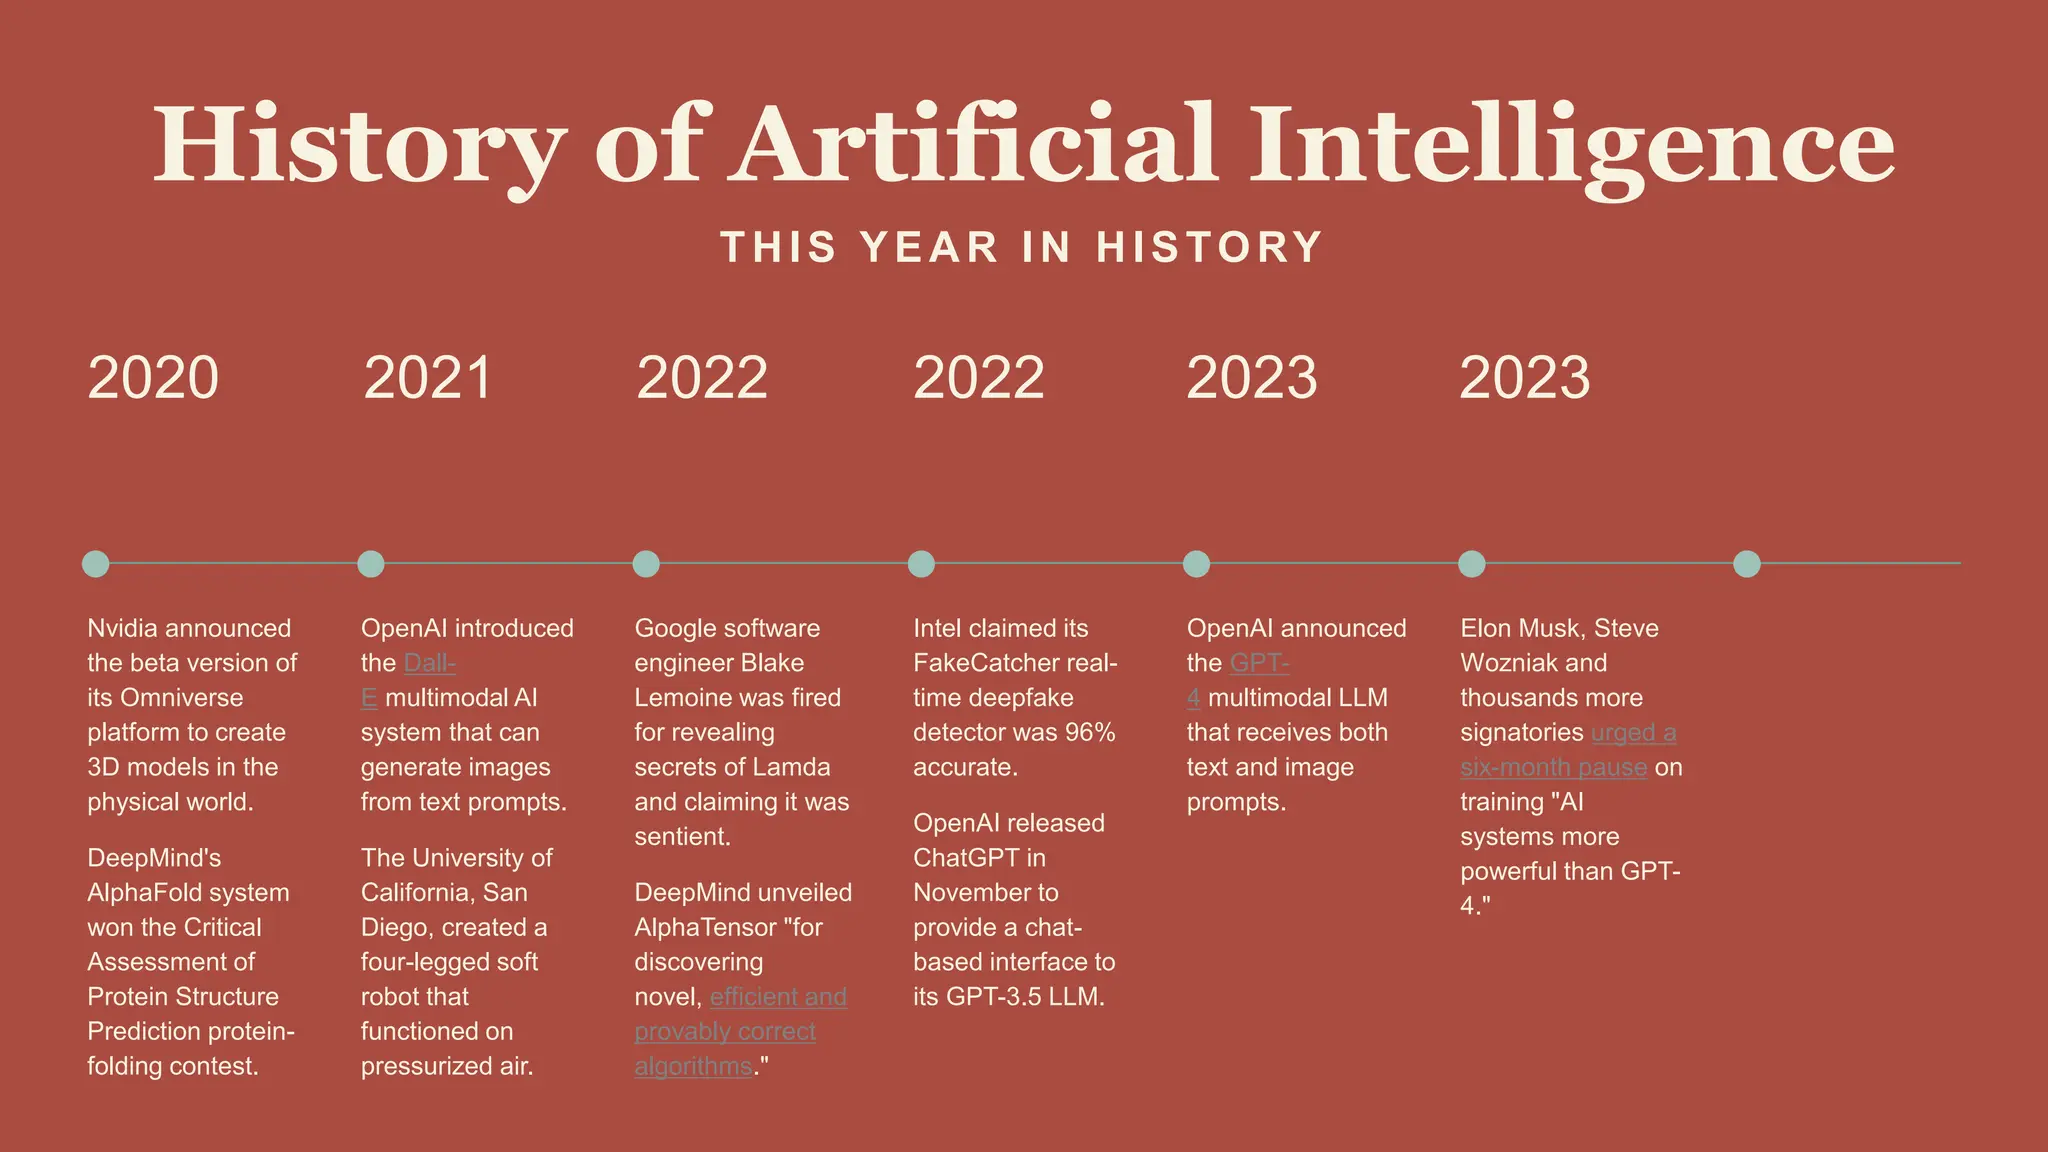 History of Artificial Intelligence
THIS YEAR IN HISTORY
2020
2021
2022
2022
2023
2023
Nvidia announced
the beta version of
its Omniverse
platform to create
3D models in the
physical world.
DeepMind's
AlphaFold system
won the Critical
Assessment of
Protein Structure
Prediction protein-
folding contest.
OpenAI introduced
the Dall-
E multimodal AI
system that can
generate images
from text prompts.
The University of
California, San
Diego, created a
four-legged soft
robot that
functioned on
pressurized air.
Google software
engineer Blake
Lemoine was fired
for revealing
secrets of Lamda
and claiming it was
sentient.
DeepMind unveiled
AlphaTensor "for
discovering
novel, efficient and
provably correct
algorithms."
Intel claimed its
FakeCatcher real-
time deepfake
detector was 96%
accurate.
OpenAI released
ChatGPT in
November to
provide a chat-
based interface to
its GPT-3.5 LLM.
OpenAI announced
the GPT-
4 multimodal LLM
that receives both
text and image
prompts.
Elon Musk, Steve
Wozniak and
thousands more
signatories urged a
six-month pause on
training "AI
systems more
powerful than GPT-
4."